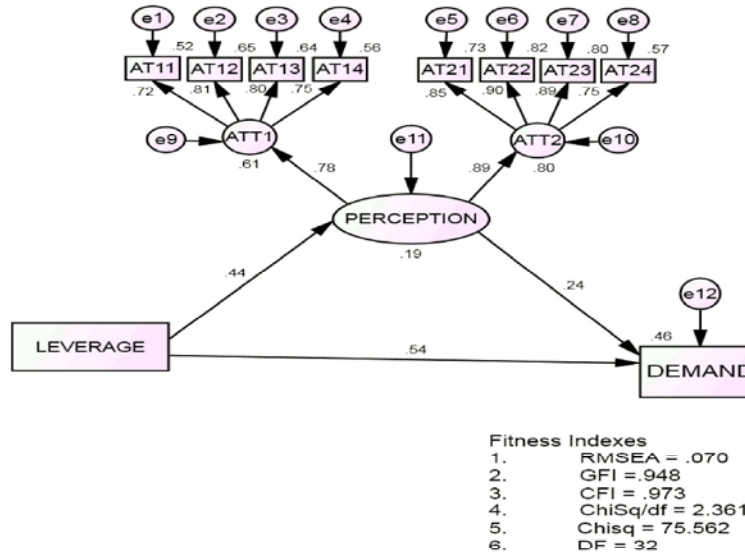 e1 e2 e3 e4 e5 e6 e7 e8
.52 .65 .64 .56 .73 .82 .80 .57
AT11 AT12 AT13 AT14 AT21 AT22 AT23 AT24
.72 .81 .80 .75 .85 .90 .89 .75
e9 ATT1 e11 ATT2 e10
.61 .78 .89 .80
PERCEPTION
.19
.44 .24 e12
.46
LEVERAGE .54 DEMAND
Fitness Indexes
1. RMSEA = .070
2. GFI =.948
3. CFI = .973
4. ChiSq/df = 2.361
5. Chisq = 75.562
6. DF = 32